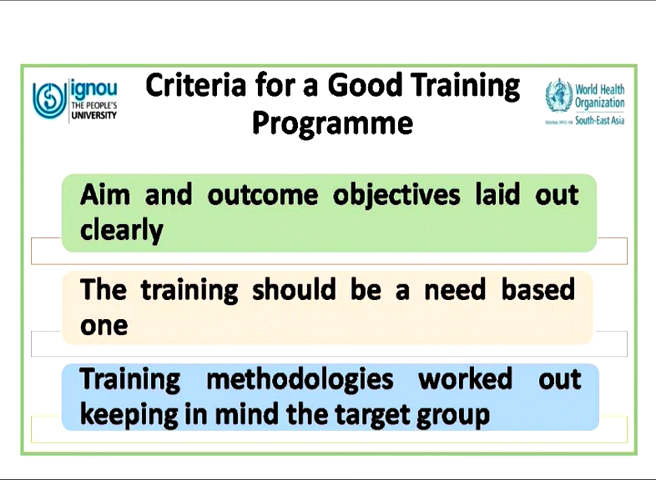 Criteria for a Good Training
Programme
ignou
THE PEOPLE'S
UNIVERSITY
World Health
Organization
South-East Asia
Aim and outcome objectives laid out
clearly
The training should be a need based
one
Training methodologies worked out
keeping in mind the target group